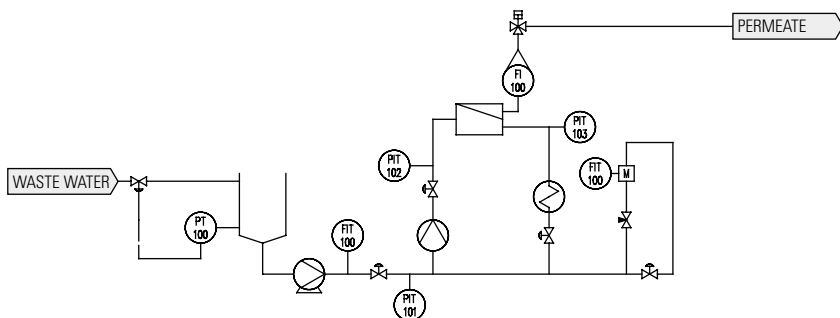 PERMEATE
FI
100
PIT
103
PIT
102
FIT
100
M
WASTE WATER
PT
100
FIT
100
PIT
101